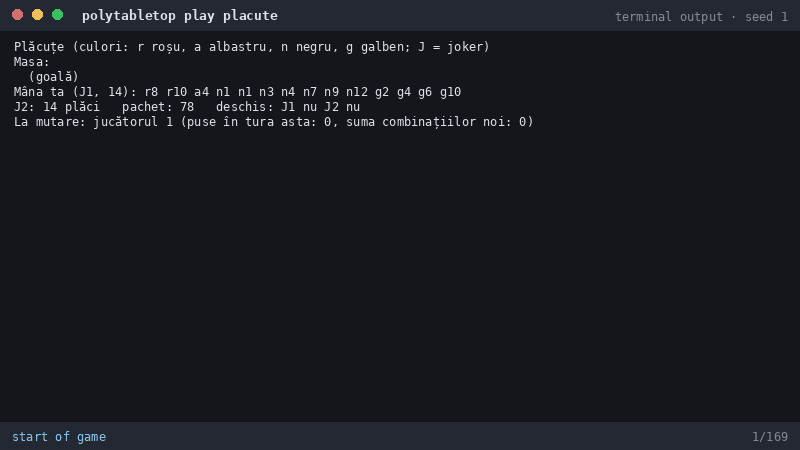 polytabletop play placute
terminal output · seed 1
Plăcuțe (culori: r roșu, a albastru, n negru, g galben; J = joker)
Masa:
(goală)
Mâna ta (J1, 14): r8 r10 a4 n1 n1 n3 n4 n7 n9 n12 g2 g4 g6 g10
J2: 14 plăci   pachet: 78   deschis: J1 nu J2 nu
La mutare: jucătorul 1 (puse în tura asta: 0, suma combinațiilor noi: 0)
start of game
1/169